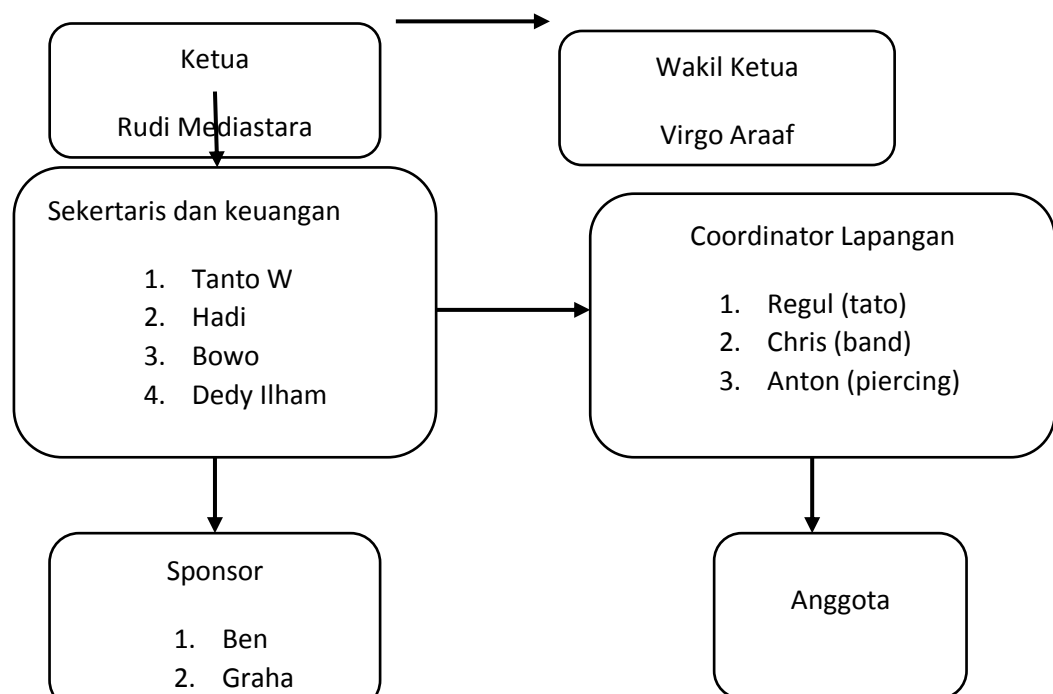 Ketua
Rudi Mediastara
Wakil Ketua
Virgo Araaf
Sekertaris dan keuangan
1. Tanto W
2. Hadi
3. Bowo
4. Dedy Ilham
Coordinator Lapangan
1. Regul (tato)
2. Chris (band)
3. Anton (piercing)
Sponsor
1. Ben
2. Graha
Anggota